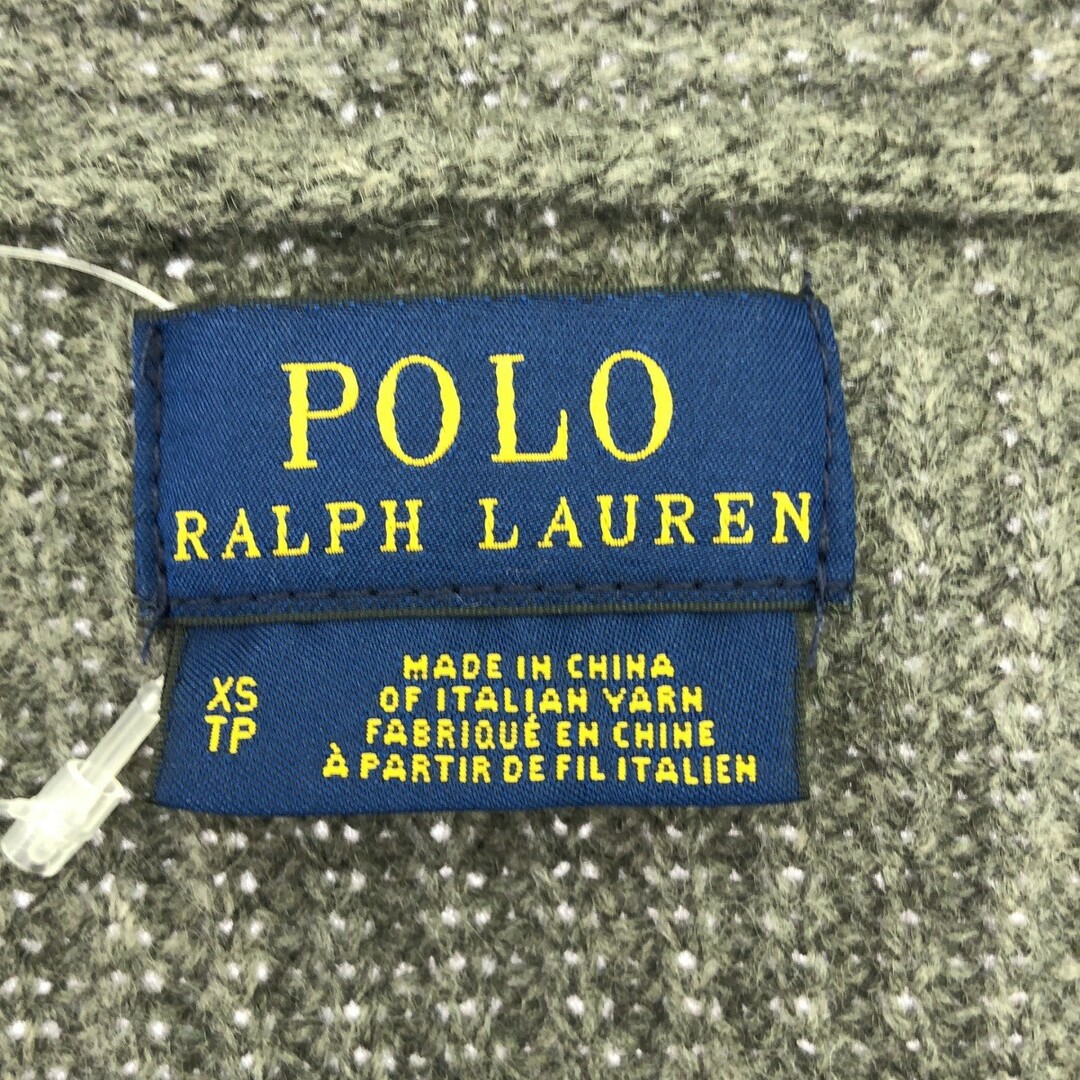 POLO
RALPH LAUREN
XS
TP
MADE IN CHINA
OF ITALIAN YARN
FABRIQUÉ EN CHINE
À PARTIR DE FIL ITALIEN